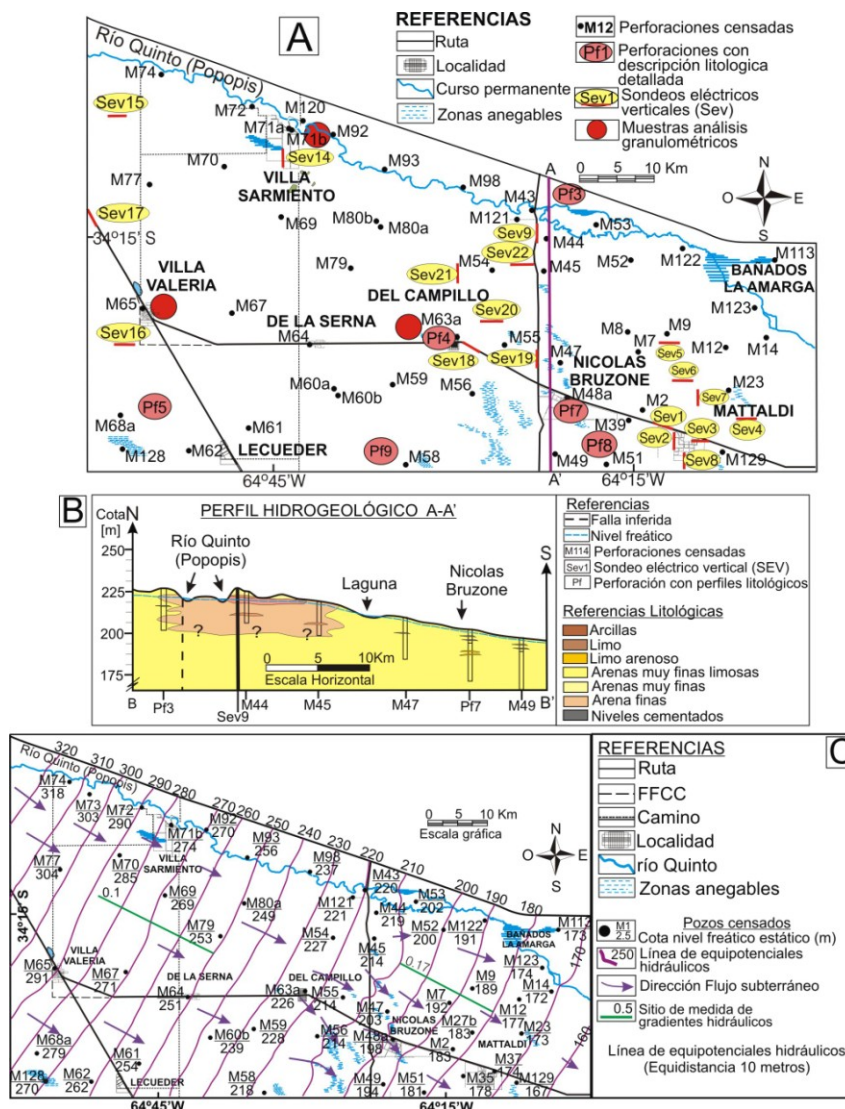 A
REFERENCIAS
Ruta
Localidad
Curso permanente
Zonas anegables
M12 Perforaciones censadas
Pf1 Perforaciones con descripción litologica detallada
Sev1 Sondeos eléctricos verticales (Sev)
Muestras análisis granulométricos
0 5 10 Km
N
O E
S
Río Quinto (Popopis)
M74
Sev15
M72
M120
M71a
M71b
M92
Sev14
M70
VILLA SARMIENTO
M93
M77
M98
A
Pf3
M43
Sev17
M69
M80b
M80a
M121
Sev9
M53
34º15' S
M44
Sev22
M79
M54
Sev21
M45
M52
M122
M113
BANADOS LA AMARGA
VILLA VALERIA
M65
M67
DEL CAMPILLO
DE LA SERNA
M63a
Sev20
M123
M8
M9
M7
Sev16
M64
Pf4
Sev18
M55
Sev19
M47
Sev5
M12
M14
NICOLAS BRUZONE
Sev6
M60a
M60b
M59
M56
M48a
Sev7
M23
Pf5
Pf7
M2
MATTALDI
M68a
M39
Sev1
Sev3
Sev4
M61
M128
M62
LECUEDER
Pf9
M58
Pf8
Sev2
M49
M51
Sev8
M129
64º45'W
A'
64º15'W
B
PERFIL HIDROGEOLÓGICO A-A'
Cota [m]
N
S
250
225
200
175
Río Quinto (Popopis)
Laguna
Nicolas Bruzone
? ? ?
0 5 10Km
Escala Horizontal
B
B'
Pf3
Sev9
M44
M45
M47
Pf7
M49
Referencias
Falla inferida
Nivel freático
M114 Perforaciones censadas
Sev1 Sondeo eléctrico vertical (SEV)
Pf Perforación con perfiles litológicos
Referencias Litológicas
Arcillas
Limo
Limo arenoso
Arenas muy finas limosas
Arenas muy finas
Arena finas
Niveles cementados
C
320
310
300
290
280
270
260
250
240
230
220
210
200
190
180
170
160
Río Quinto (Popopis)
0 5 10 Km
Escala gráfica
N
O E
S
M74 318
M73 303
M72 290
M71b 274
M92 270
VILLA SARMIENTO
M93 256
M98 237
M77 304
M70 285
M43 220
M53 202
M69 269
M80a 249
M121 221
M44 219
M52 200
M122 191
M113 173
0.1
BANADOS LA AMARGA
M79 253
M54 227
M45 214
M123 174
VILLA VALERIA
M65 291
M67 271
DE LA SERNA
M64 251
DEL CAMPILLO
M63a 226
M55 214
0.17
M9 189
M14 172
M7 192
M12 177
M47 203
NICOLAS BRUZONE
M48a 198
M27b 183
M23 173
M68a 279
M60b 239
M59 228
M56 214
M2 183
MATTALDI
M61 254
M37 174
M128 270
M62 262
LECUEDER
M58 218
M49 194
M51 181
M35 178
M129 167
64º45'W
64º15'W
REFERENCIAS
Ruta
FFCC
Camino
Localidad
río Quinto
Zonas anegables
Pozos censados
M1 2.5 Cota nivel freático estático (m)
250 Línea de equipotenciales hidráulicos
Dirección Flujo subterráneo
0.5 Sitio de medida de gradientes hidráulicos
Línea de equipotenciales hidráulicos (Equidistancia 10 metros)